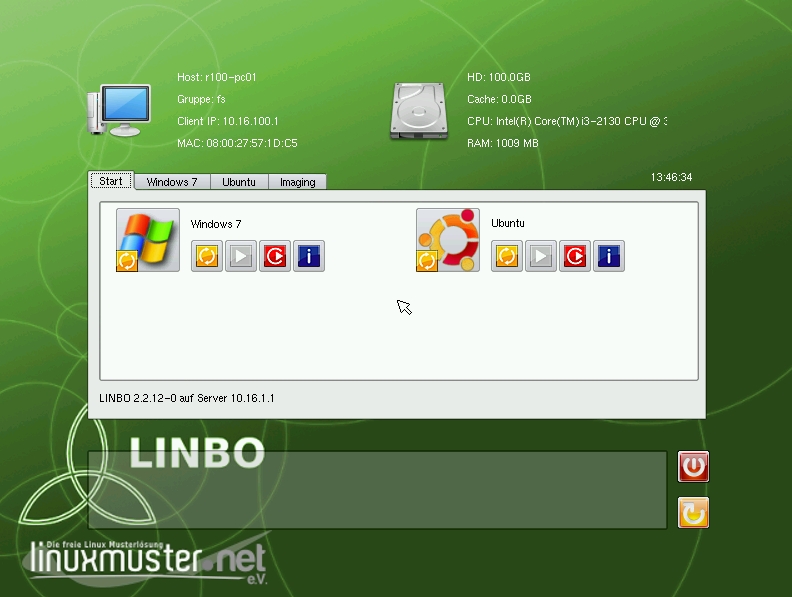 Host: r100-pc01
Gruppe: fs
Client IP: 10.16.100.1
MAC: 08:00:27:57:1D:C5
HD: 100.0GB
Cache: 0.0GB
CPU: Intel(R) Core(TM) i3-2130 CPU @ 3
RAM: 1009 MB
Start
Windows 7
Ubuntu
Imaging
13:46:34
Windows 7
Ubuntu
LINBO 2.2.12-0 auf Server 10.16.1.1
LINBO
Die freie Linux Musterlösung
linuxmuster.net
e.V.